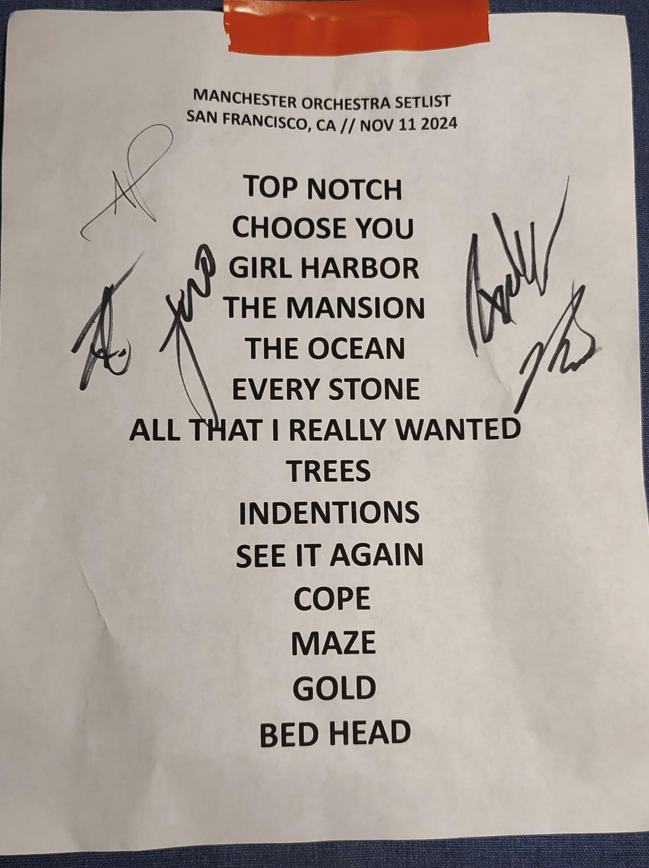 MANCHESTER ORCHESTRA SETLIST
SAN FRANCISCO, CA // NOV 11 2024
TOP NOTCH
CHOOSE YOU
GIRL HARBOR
THE MANSION
THE OCEAN
EVERY STONE
ALL THAT I REALLY WANTED
TREES
INDENTIONS
SEE IT AGAIN
COPE
MAZE
GOLD
BED HEAD